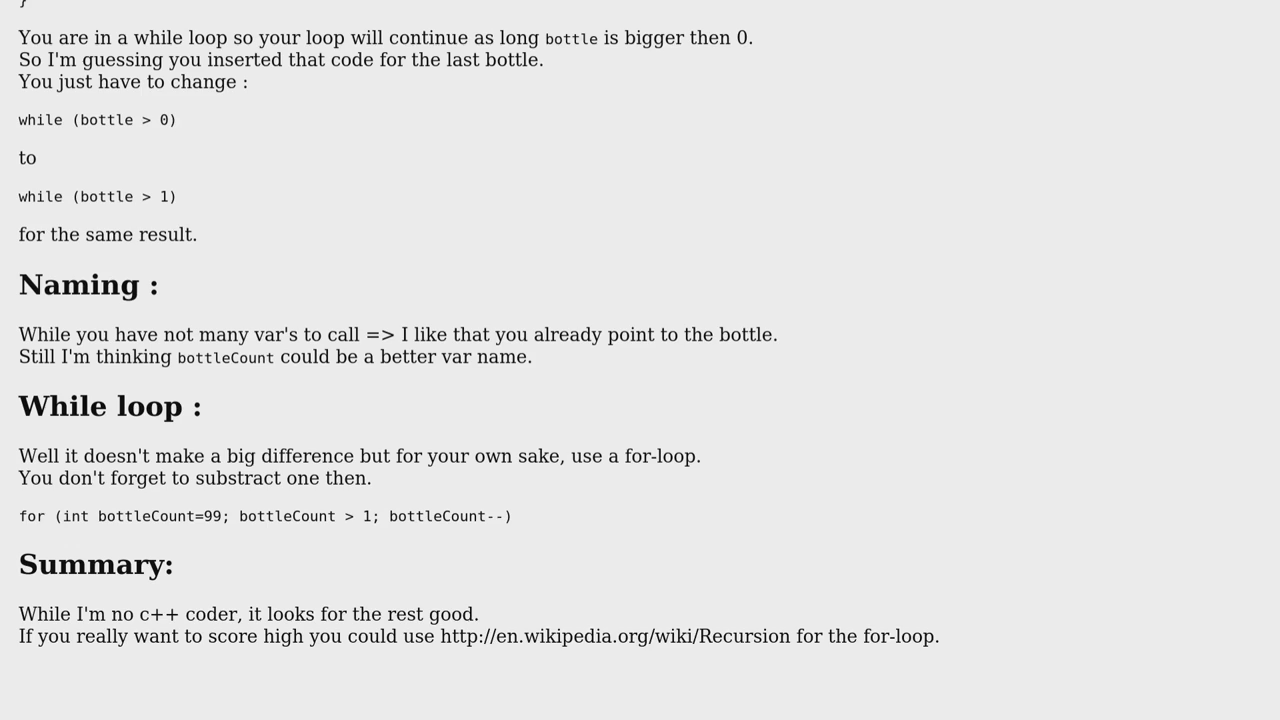 }
You are in a while loop so your loop will continue as long bottle is bigger then 0.
So I'm guessing you inserted that code for the last bottle.
You just have to change :
while (bottle > 0)
to
while (bottle > 1)
for the same result.
Naming :
While you have not many var's to call => I like that you already point to the bottle.
Still I'm thinking bottleCount could be a better var name.
While loop :
Well it doesn't make a big difference but for your own sake, use a for-loop.
You don't forget to substract one then.
for (int bottleCount=99; bottleCount > 1; bottleCount--)
Summary:
While I'm no c++ coder, it looks for the rest good.
If you really want to score high you could use http://en.wikipedia.org/wiki/Recursion for the for-loop.